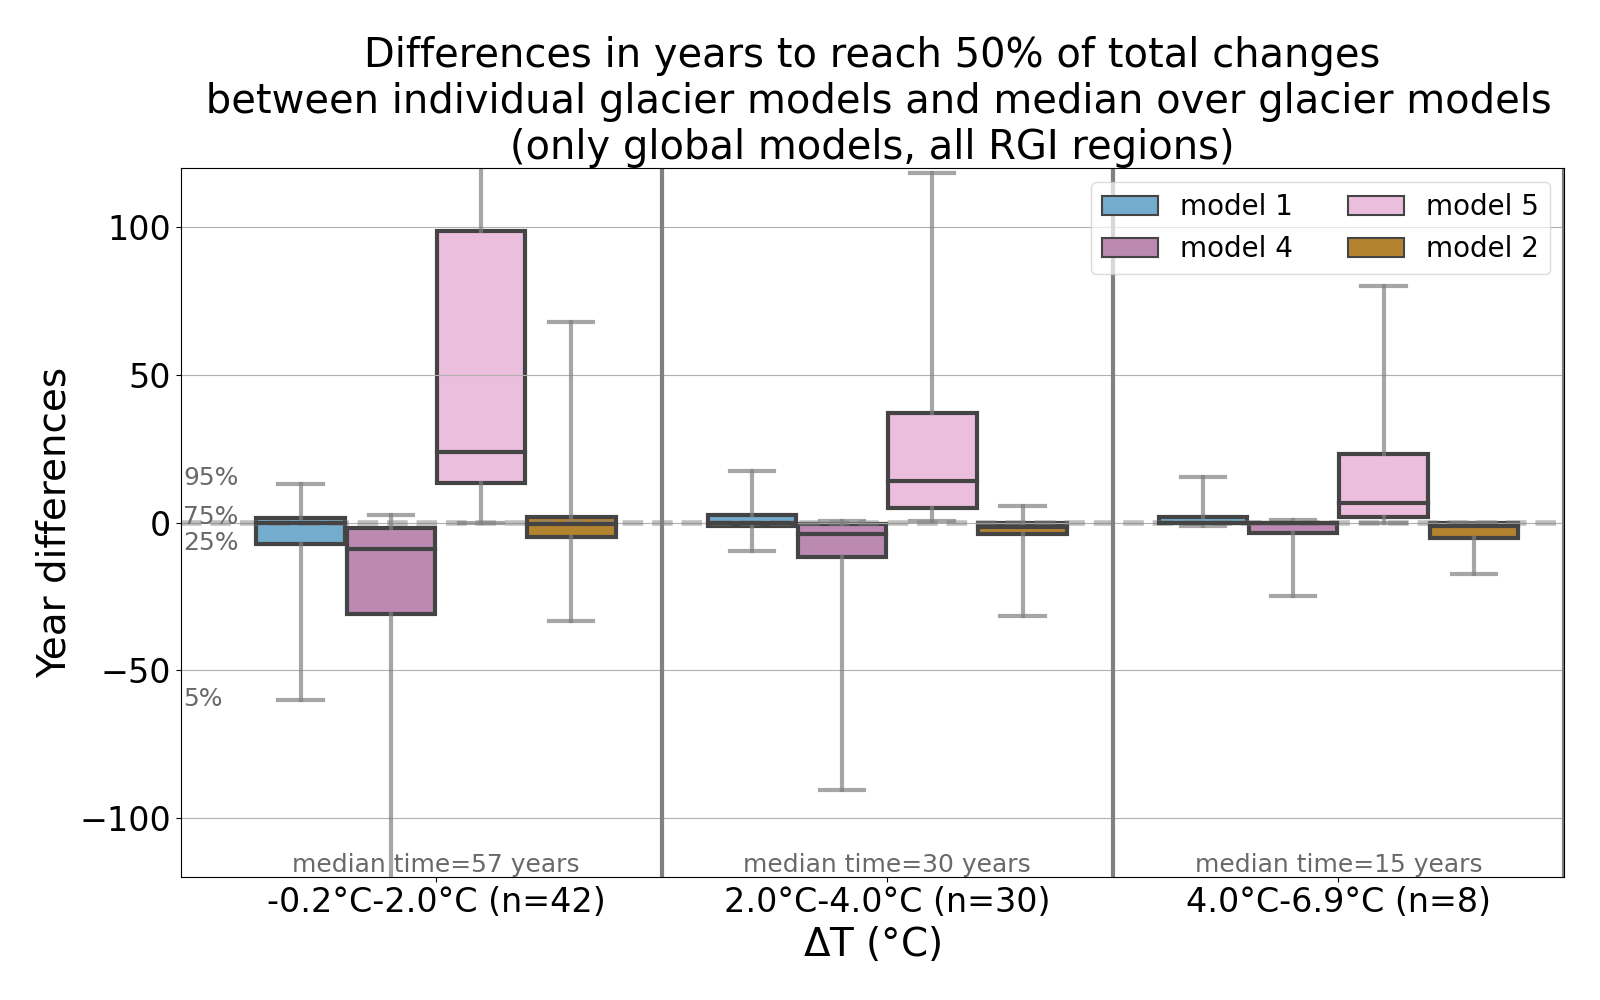 Differences in years to reach 50% of total changes
between individual glacier models and median over glacier models
(only global models, all RGI regions)
model 1
model 5
model 4
model 2
Year differences
100
50
0
−50
−100
95%
75%
25%
5%
median time=57 years
median time=30 years
median time=15 years
-0.2°C-2.0°C (n=42)
2.0°C-4.0°C (n=30)
4.0°C-6.9°C (n=8)
ΔT (°C)